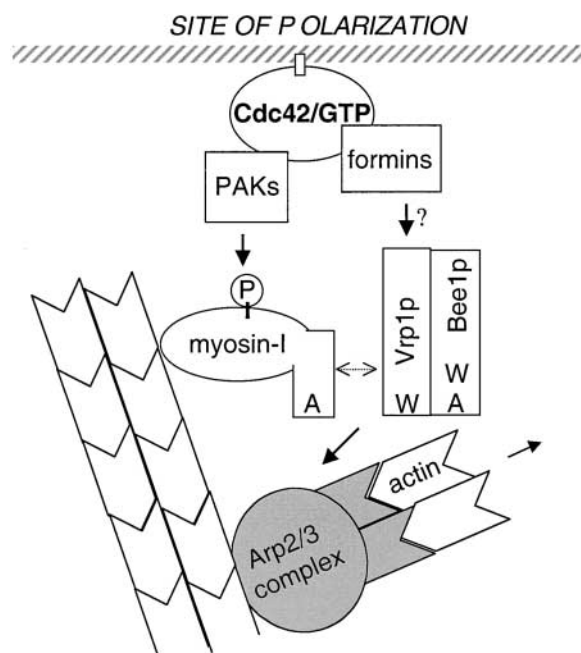 SITE OF P OLARIZATION
Cdc42/GTP
PAKs
formins
?
P
myosin-I
A
Vrp1p
W
Bee1p
W
A
actin
Arp2/3
complex